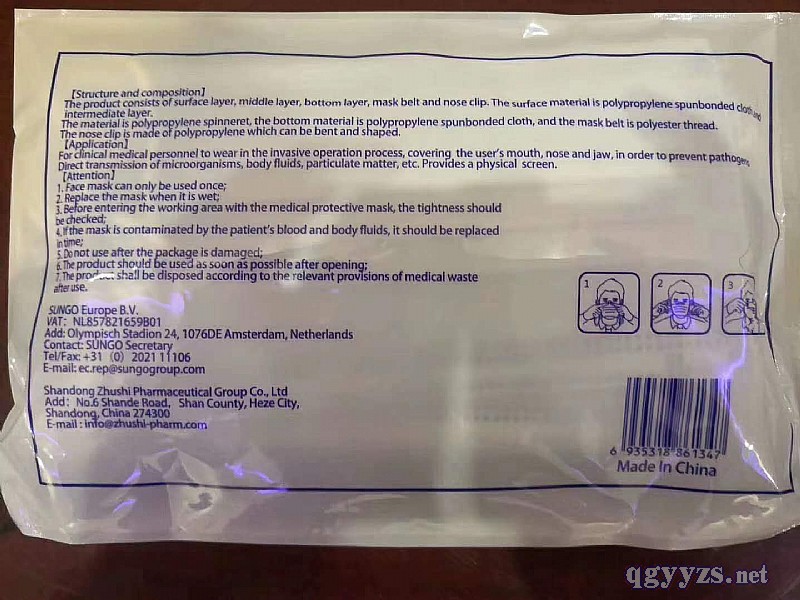 [Structure and composition]
The product consists of surface layer, middle layer, bottom layer, mask belt and nose clip. The surface material is polypropylene spunbonded cloth and
intermediate layer.
The material is polypropylene spinneret, the bottom material is polypropylene spunbonded cloth, and the mask belt is polyester thread.
The nose clip is made of polypropylene which can be bent and shaped.
[Application]
For clinical medical personnel to wear in the invasive operation process, covering the user's mouth, nose and jaw, in order to prevent pathogens
Direct transmission of microorganisms, body fluids, particulate matter, etc. Provides a physical screen.
[Attention]
1. Face mask can only be used once;
2. Replace the mask when it is wet;
3. Before entering the working area with the medical protective mask, the tightness should
be checked;
4. If the mask is contaminated by the patient's blood and body fluids, it should be replaced
in time;
5. Do not use after the package is damaged;
6. The product should be used as soon as possible after opening;
7. The product shall be disposed according to the relevant provisions of medical waste
after use.
SUNGO Europe B.V.
VAT: NL857821659B01
Add: Olympisch Stadion 24, 1076DE Amsterdam, Netherlands
Contact: SUNGO Secretary
Tel/Fax: +31 (0) 2021 11106
E-mail: ec.rep@sungogroup.com
Shandong Zhushi Pharmaceutical Group Co., Ltd
Add: No.6 Shande Road, Shan County, Heze City,
Shandong, China 274300
E-mail : info@zhushi-pharm.com
1
2
3
6 935318 861347
Made In China
qgyyzs.net